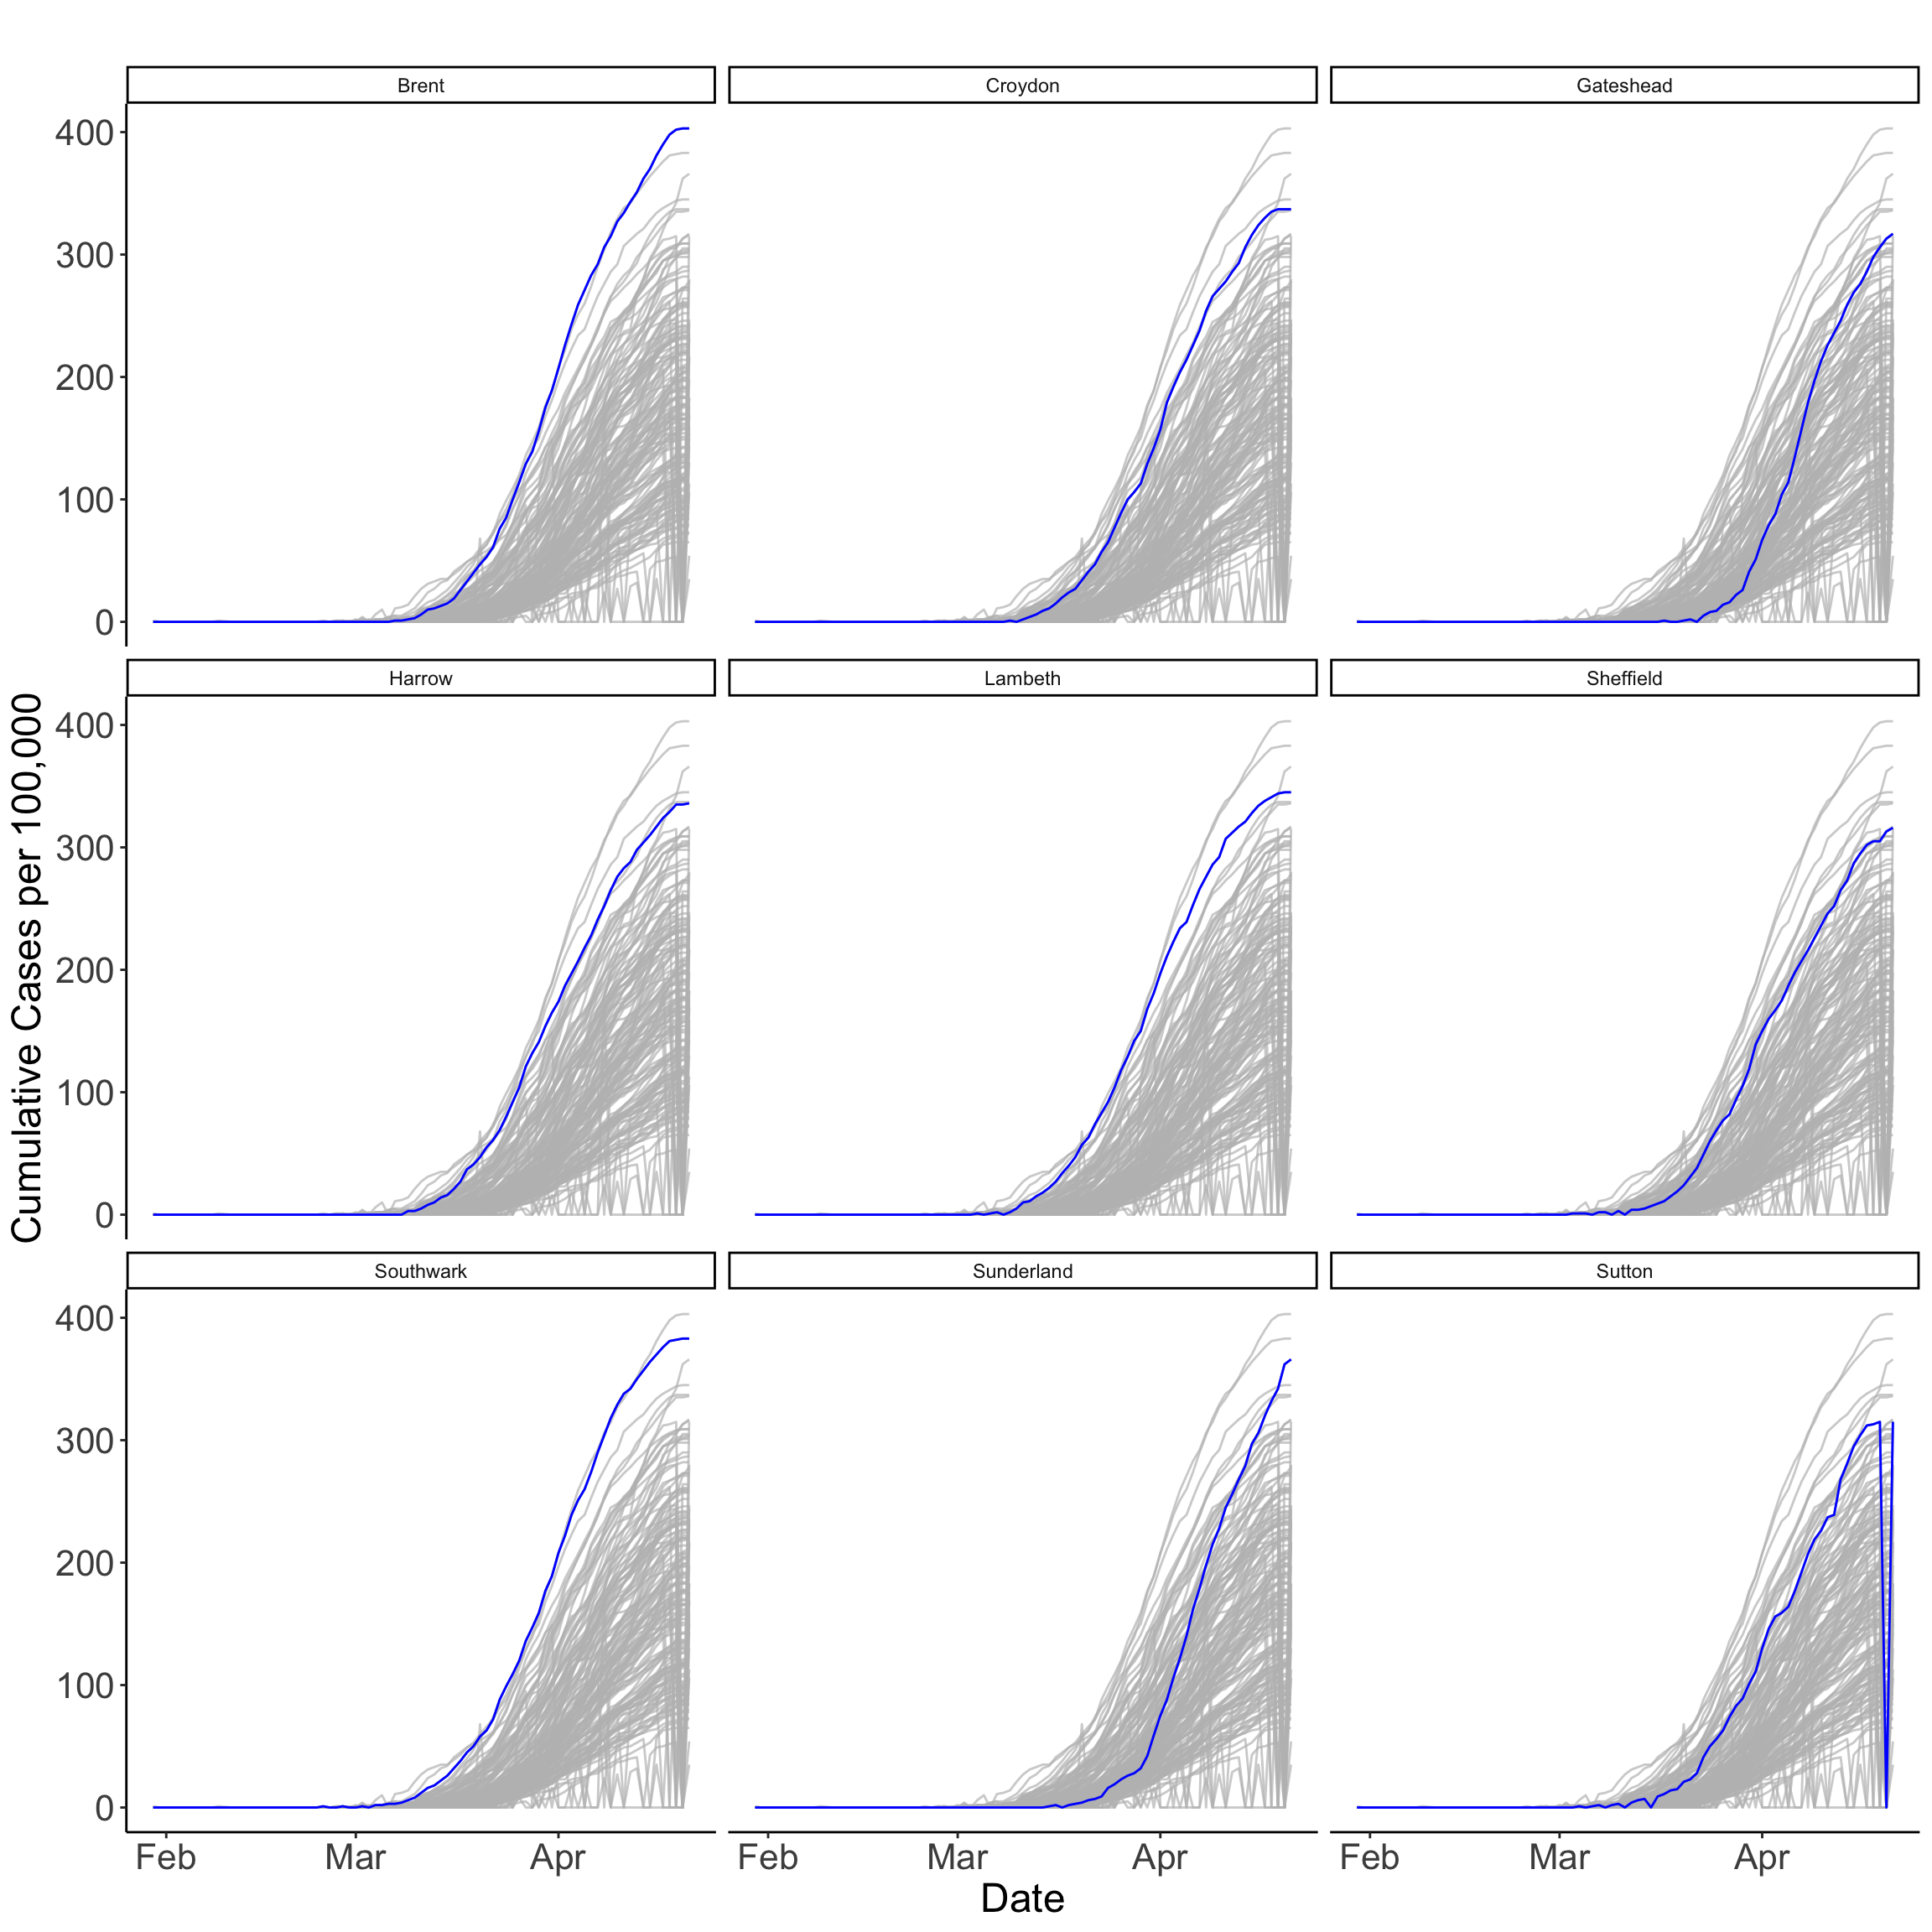 Brent Croydon Gateshead
400
300
200
100
0
Harrow Lambeth Sheffield
400
300
200
100
0
Southwark Sunderland Sutton
400
300
200
100
0
Feb Mar Apr Feb Mar Apr Feb Mar Apr
Date
Cumulative Cases per 100,000